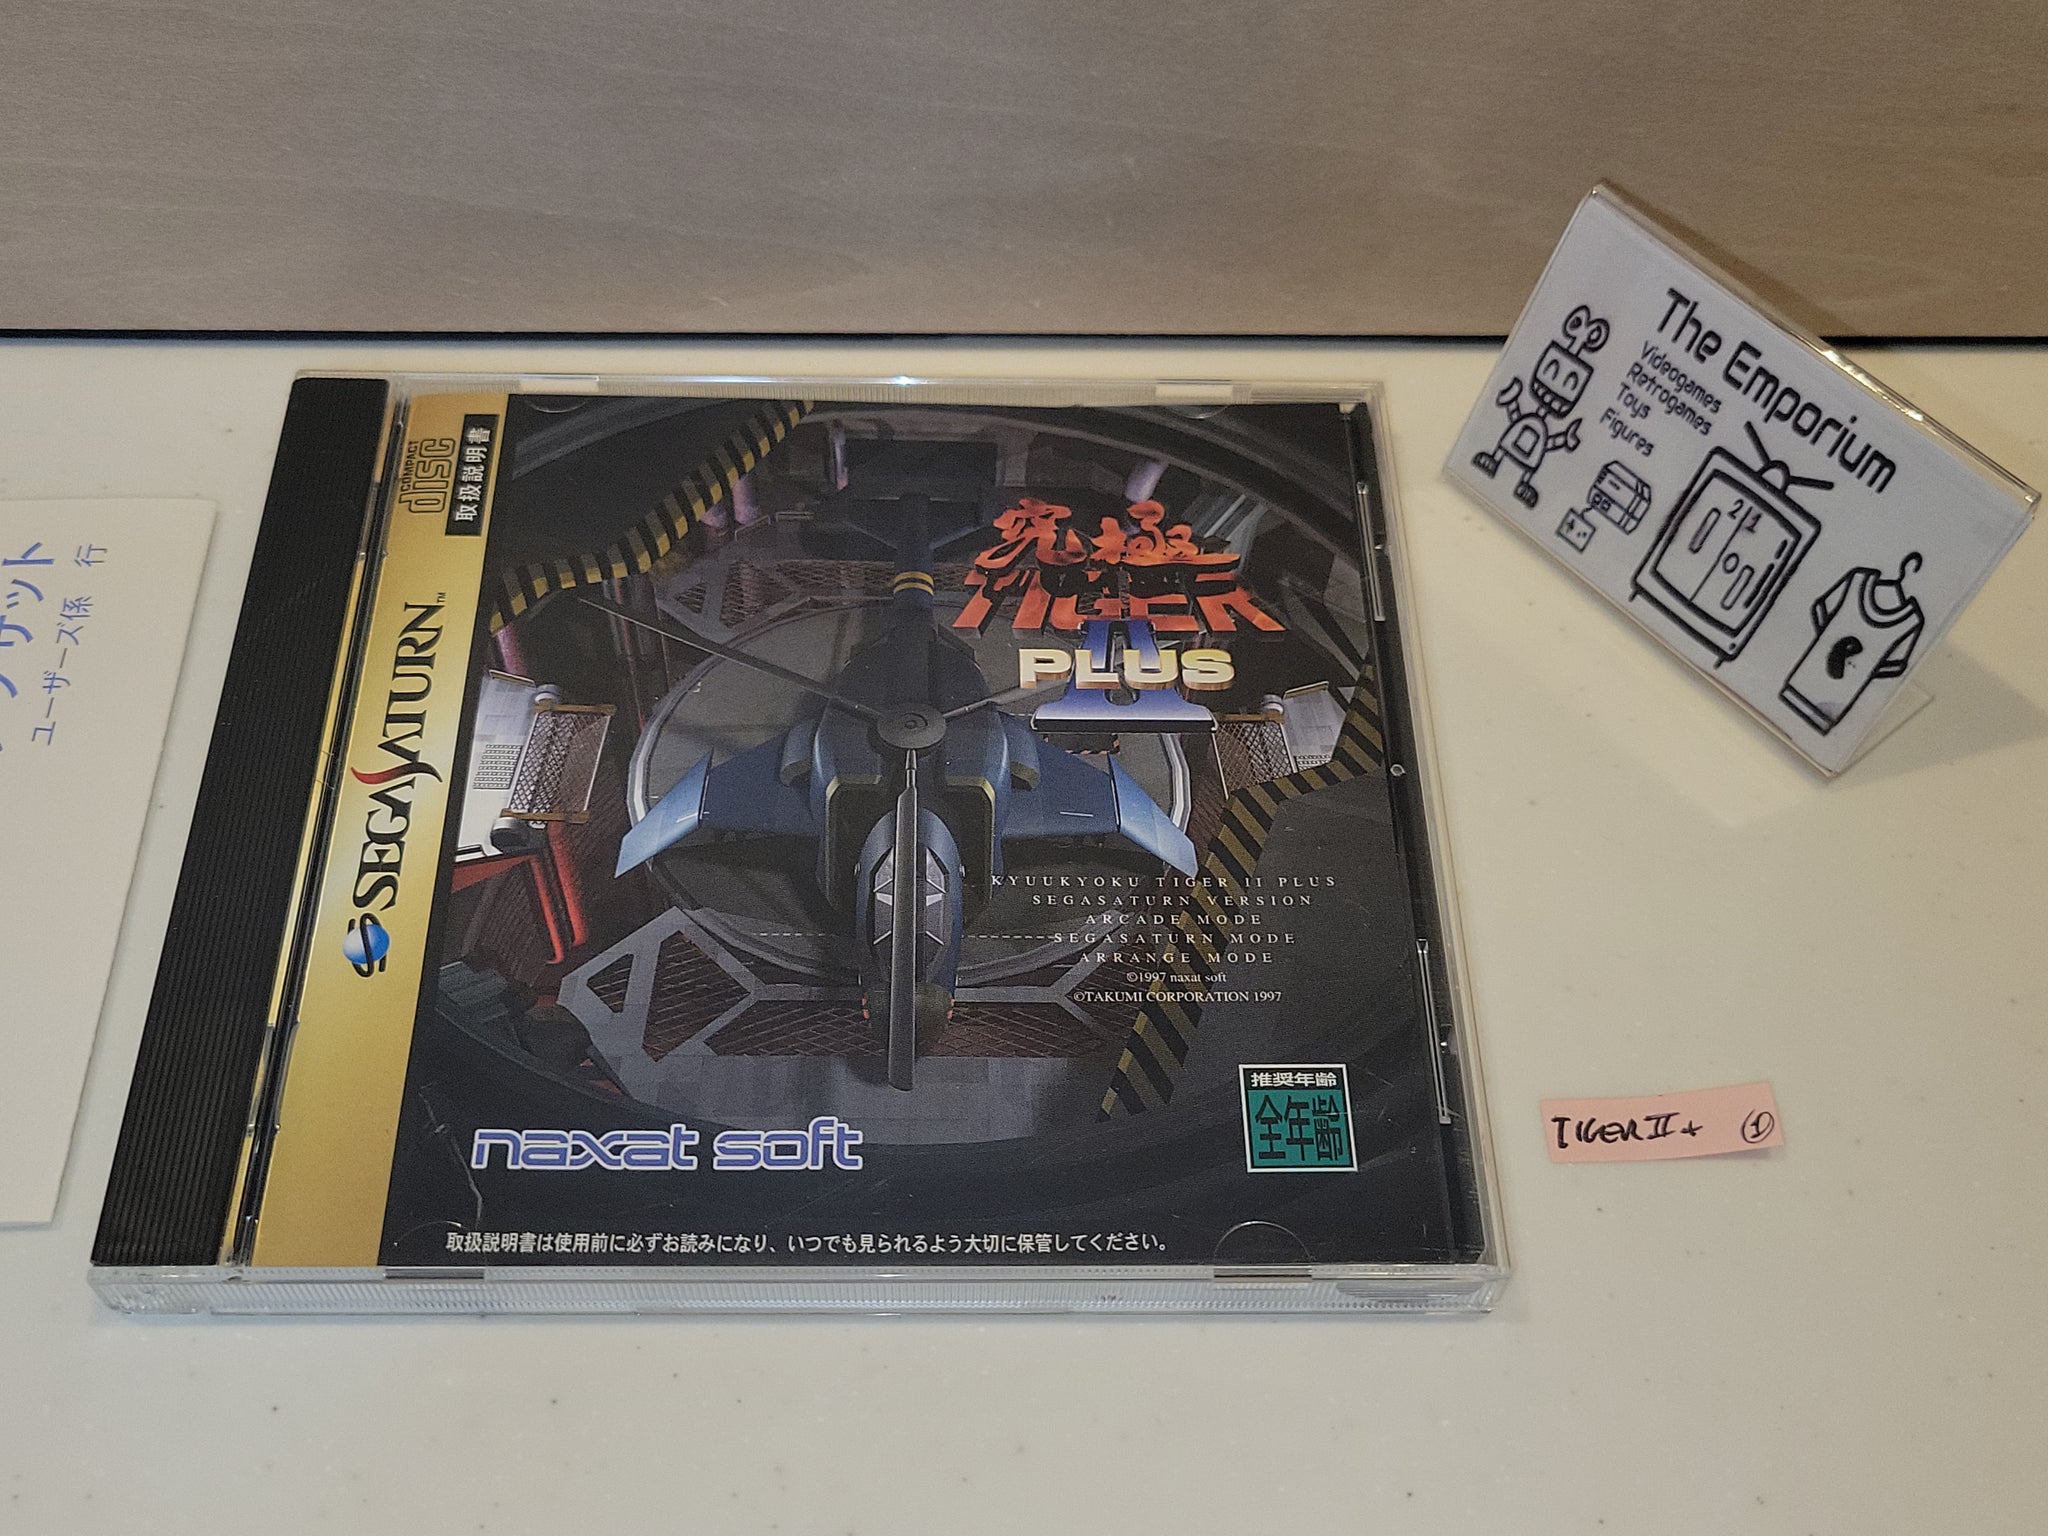 ユーザーズ係 行
COMPACT
disc
取扱説明書
SEGA SATURN™
究極
TIGER
II
PLUS
KYUUKYOKU TIGER II PLUS
SEGASATURN VERSION
ARCADE MODE
SEGASATURN MODE
ARRANGE MODE
©1997 naxat soft
©TAKUMI CORPORATION 1997
推奨年齢
全年齢
naxat soft
取扱説明書は使用前に必ずお読みになり、いつでも見られるよう大切に保管してください。
The Emporium
Videogames
Retrogames
Toys
Figures
21
TIGER II + ①